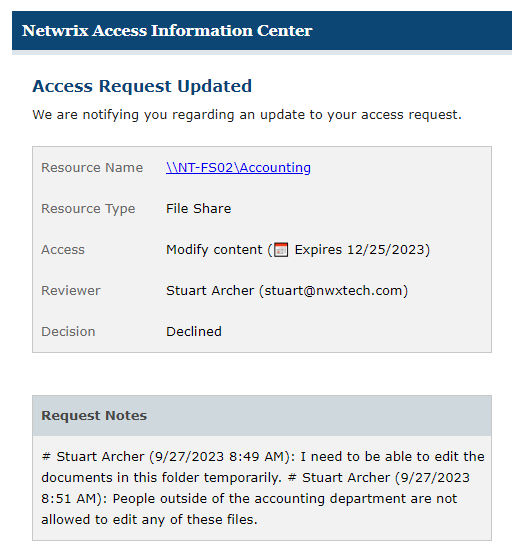 Netwrix Access Information Center
Access Request Updated
We are notifying you regarding an update to your access request.
Resource Name \\NT-FS02\Accounting
Resource Type File Share
Access Modify content ( Expires 12/25/2023)
Reviewer Stuart Archer (stuart@nwxtech.com)
Decision Declined
Request Notes
# Stuart Archer (9/27/2023 8:49 AM): I need to be able to edit the
documents in this folder temporarily. # Stuart Archer (9/27/2023
8:51 AM): People outside of the accounting department are not
allowed to edit any of these files.